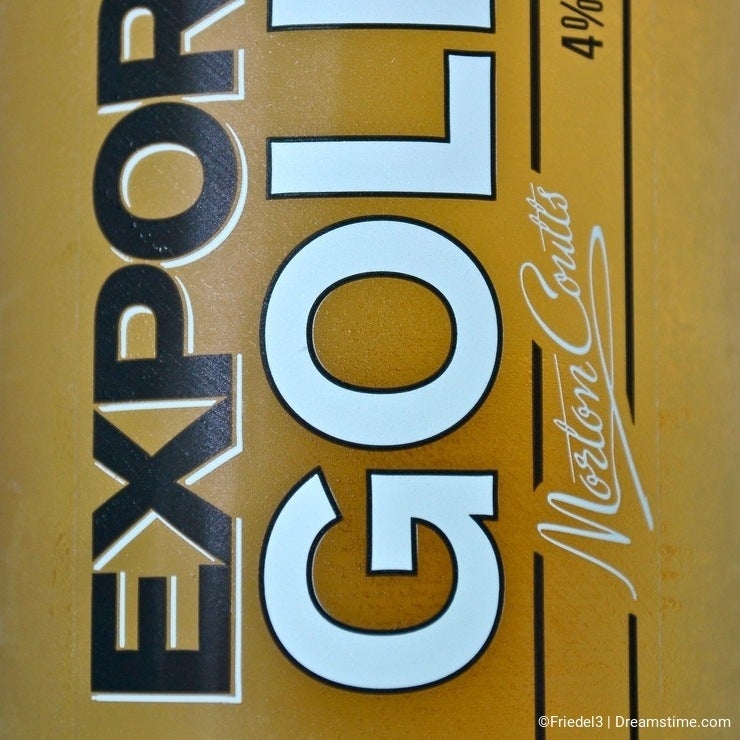 EXPOR
GOL
Morton Coutts
4%
©Friedel3 | Dreamstime.com